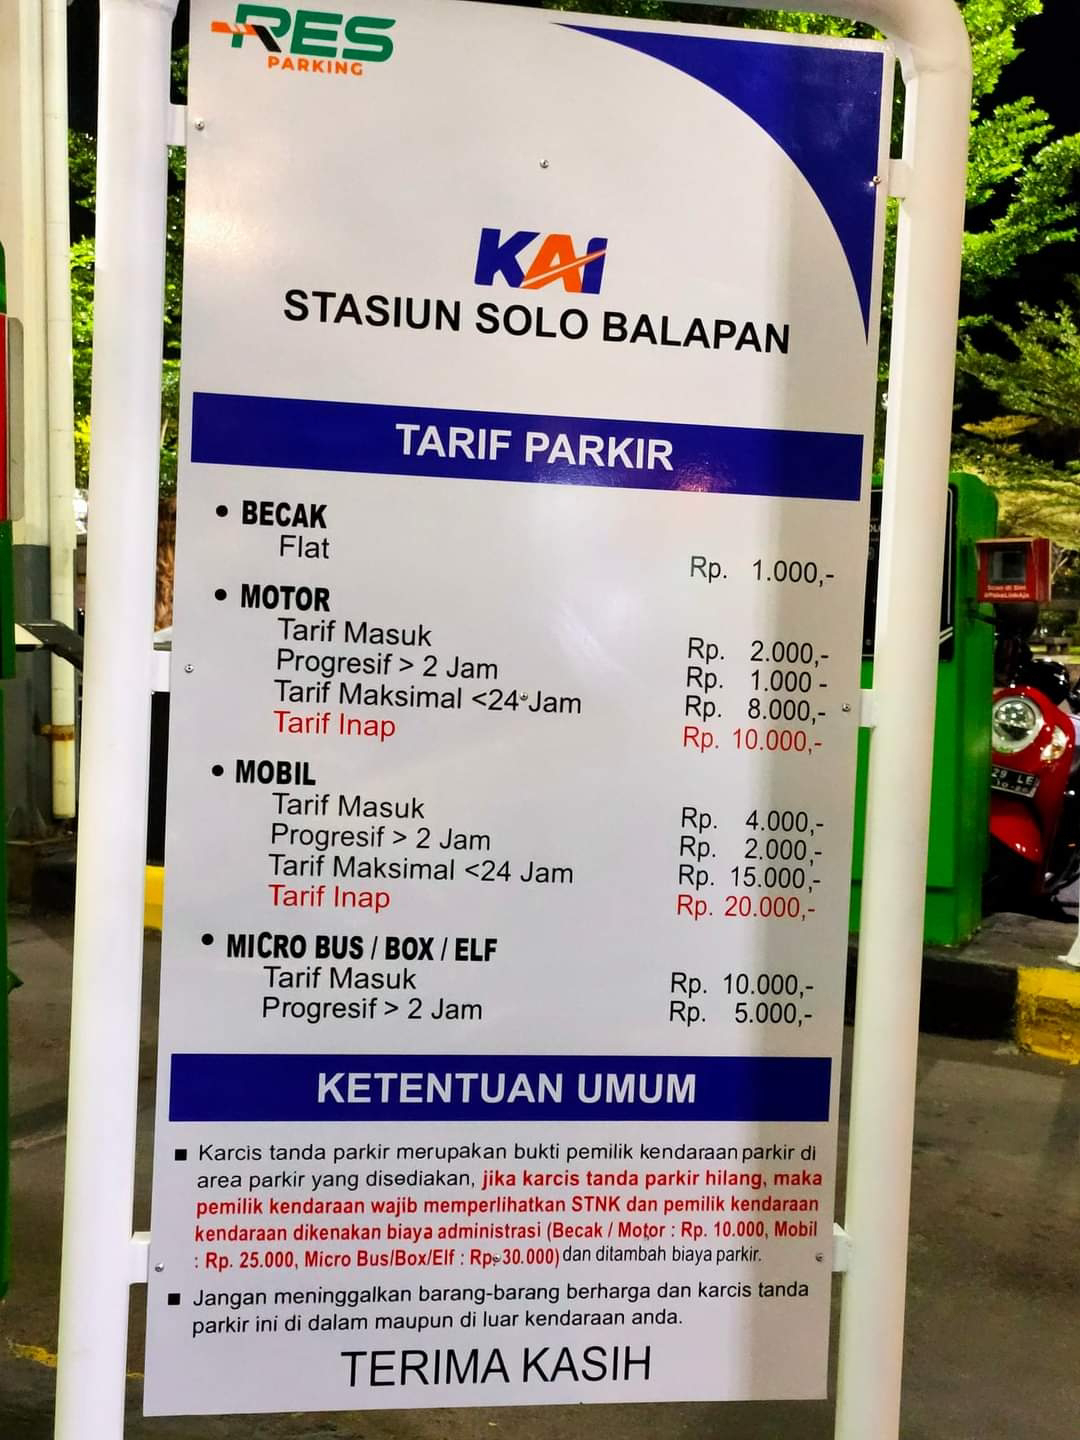 RES
PARKING
KAI
STASIUN SOLO BALAPAN
TARIF PARKIR
• BECAK
Flat Rp. 1.000,-
• MOTOR
Tarif Masuk Rp. 2.000,-
Progresif > 2 Jam Rp. 1.000 -
Tarif Maksimal <24 Jam Rp. 8.000,-
Tarif Inap Rp. 10.000,-
• MOBIL
Tarif Masuk Rp. 4.000,-
Progresif > 2 Jam Rp. 2.000,-
Tarif Maksimal <24 Jam Rp. 15.000,-
Tarif Inap Rp. 20.000,-
• MICRO BUS / BOX / ELF
Tarif Masuk Rp. 10.000,-
Progresif > 2 Jam Rp. 5.000,-
KETENTUAN UMUM
■ Karcis tanda parkir merupakan bukti pemilik kendaraan parkir di
area parkir yang disediakan, jika karcis tanda parkir hilang, maka
pemilik kendaraan wajib memperlihatkan STNK dan pemilik kendaraan
kendaraan dikenakan biaya administrasi (Becak / Motor : Rp. 10.000, Mobil
: Rp. 25.000, Micro Bus/Box/Elf : Rp. 30.000) dan ditambah biaya parkir.
■ Jangan meninggalkan barang-barang berharga dan karcis tanda
parkir ini di dalam maupun di luar kendaraan anda.
TERIMA KASIH
29 LE